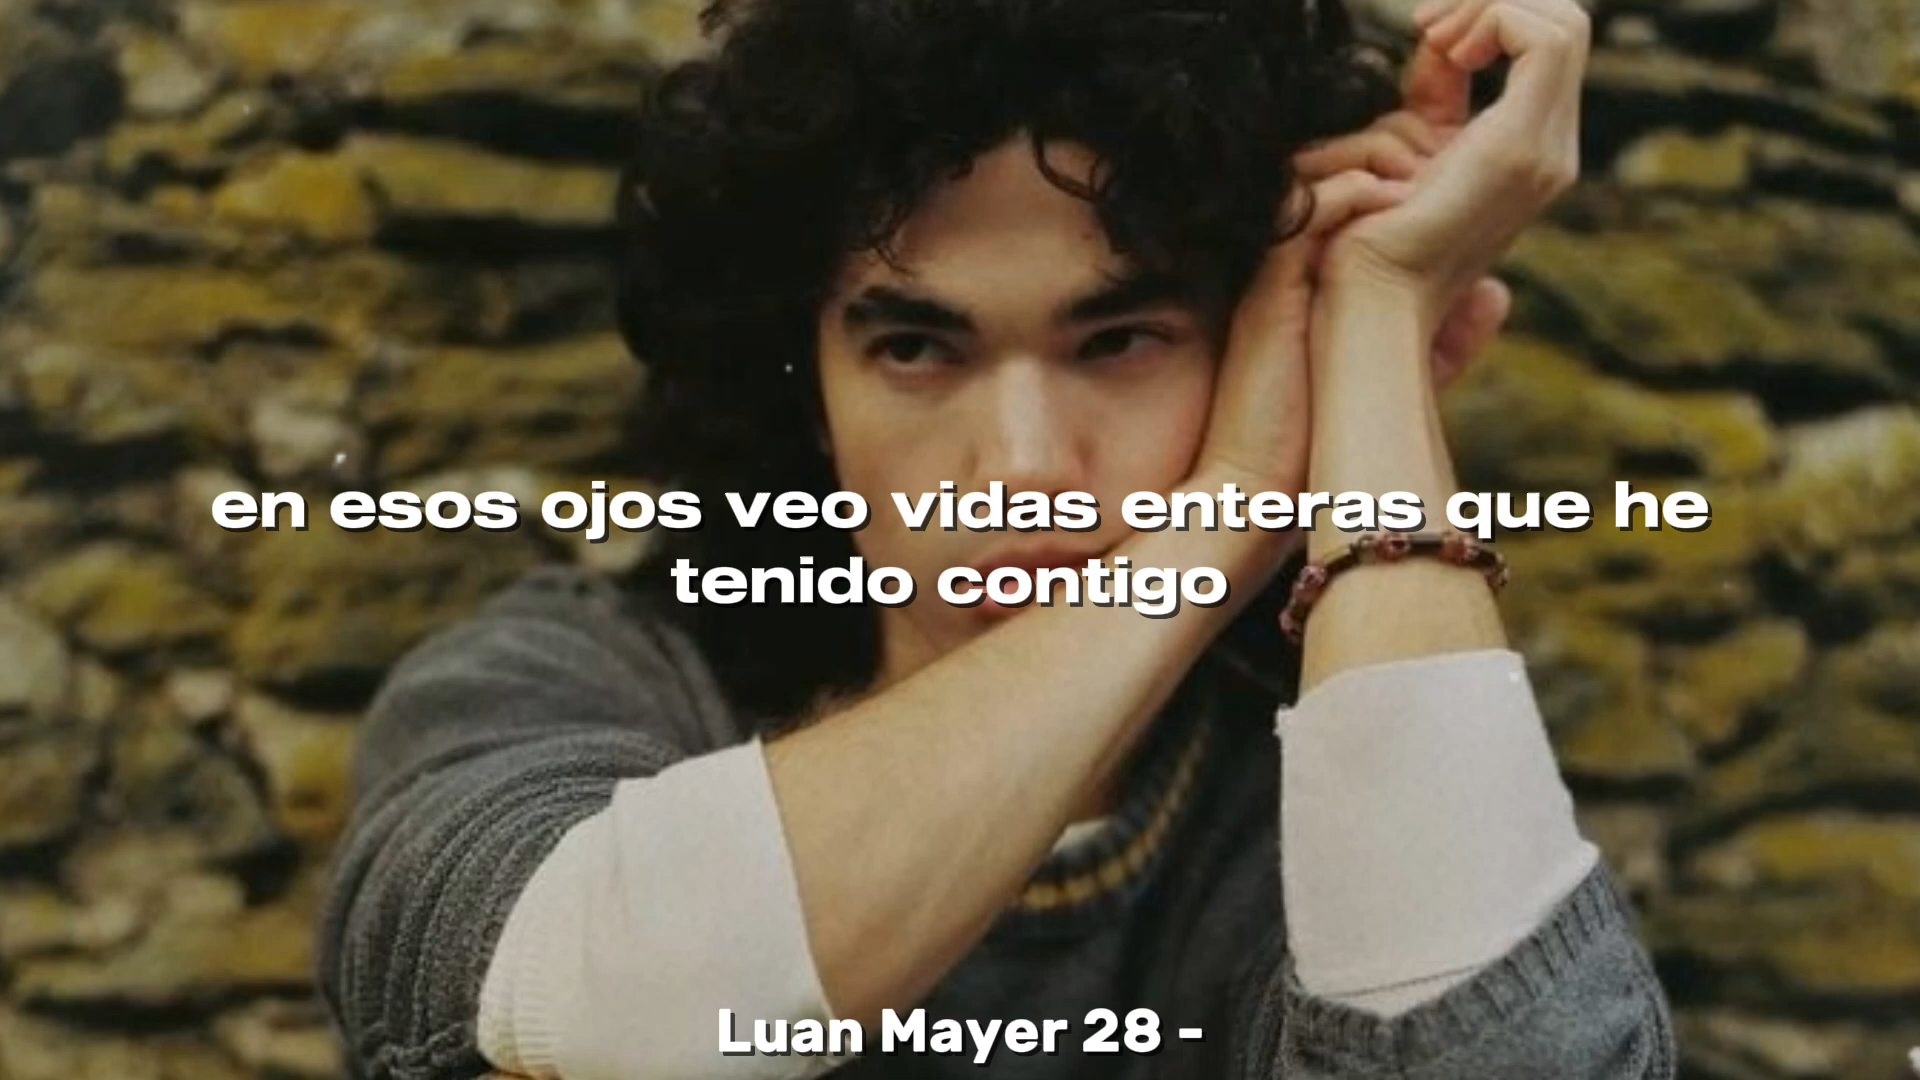 en esos ojos veo vidas enteras que he
tenido contigo
Luan Mayer 28 -